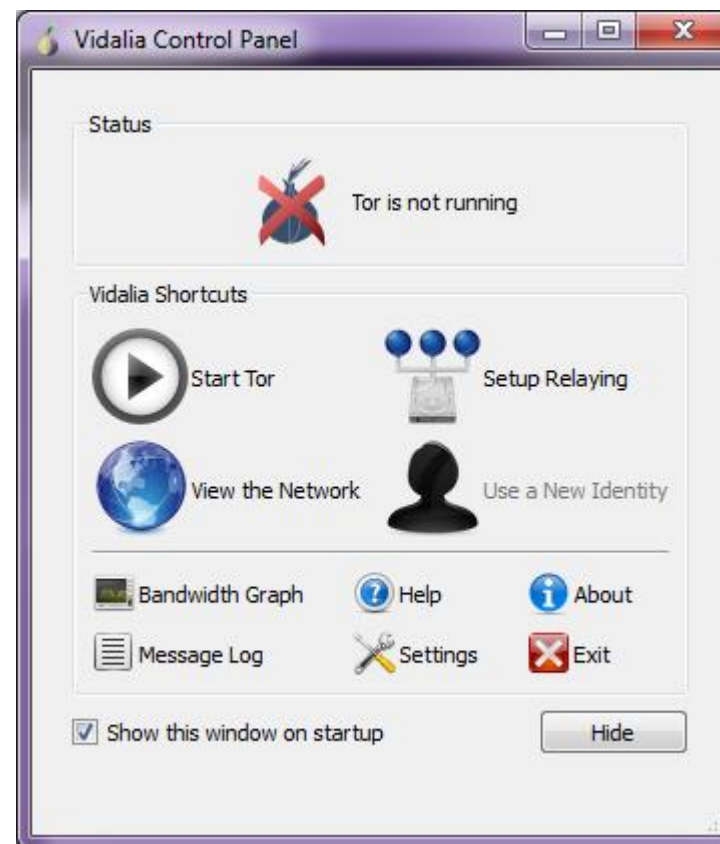 Vidalia Control Panel
Status
Tor is not running
Vidalia Shortcuts
Start Tor
Setup Relaying
View the Network
Use a New Identity
Bandwidth Graph
Help
About
Message Log
Settings
Exit
Show this window on startup
Hide